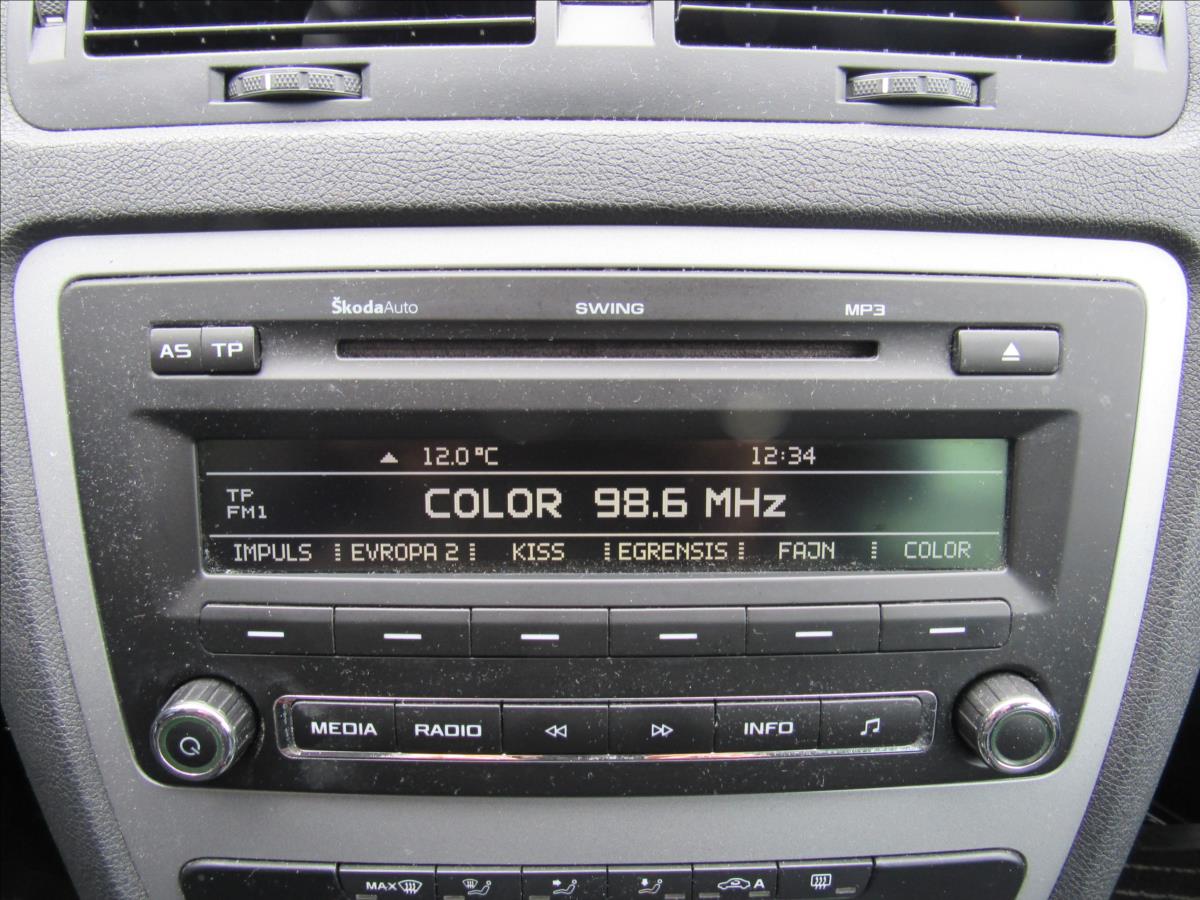 ŠkodaAuto SWING MP3
AS TP
12.0°C 12:34
TP
FM1
COLOR 98.6 MHz
IMPULS EVROPA 2 KISS EGRENSIS FAJN COLOR
MEDIA RADIO INFO
MAX A